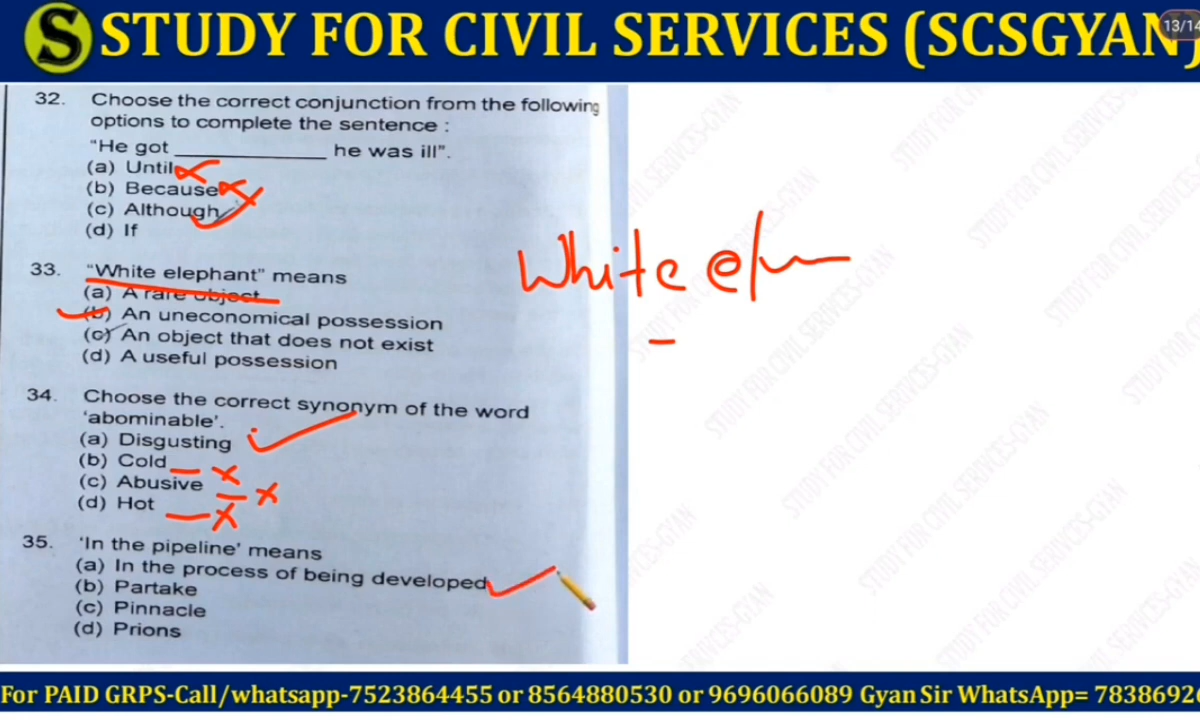 S STUDY FOR CIVIL SERVICES (SCSGYAN)
13/14
32. Choose the correct conjunction from the following
options to complete the sentence :
"He got ____________ he was ill".
(a) Until
(b) Because
(c) Although
(d) If
33. "White elephant" means
(a) A rare object
(b) An uneconomical possession
(c) An object that does not exist
(d) A useful possession
34. Choose the correct synonym of the word
'abominable'.
(a) Disgusting
(b) Cold
(c) Abusive
(d) Hot
35. 'In the pipeline' means
(a) In the process of being developed
(b) Partake
(c) Pinnacle
(d) Prions
White
For PAID GRPS-Call/whatsapp-7523864455 or 8564880530 or 9696066089 Gyan Sir WhatsApp= 7838692